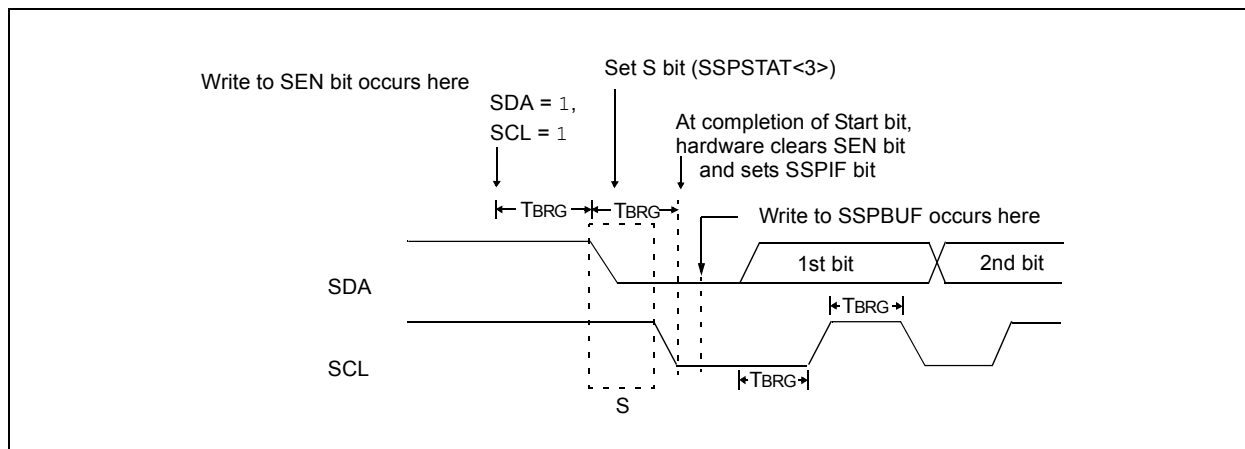 Write to SEN bit occurs here
Set S bit (SSPSTAT<3>)
SDA = 1,
SCL = 1
At completion of Start bit,
hardware clears SEN bit
and sets SSPIF bit
TBRG
TBRG
Write to SSPBUF occurs here
SDA
1st bit
2nd bit
TBRG
SCL
TBRG
S